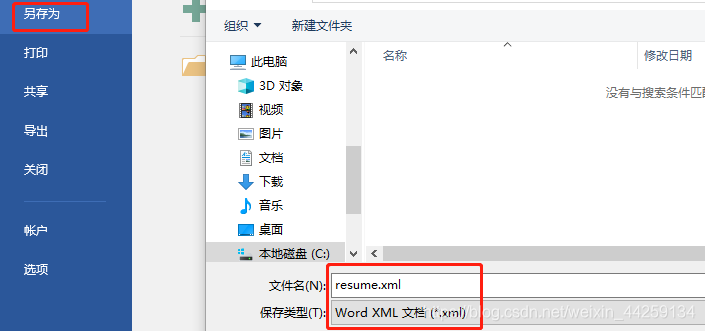 另存为
打印
共享
导出
关闭
帐户
选项
组织 新建文件夹
此电脑
3D 对象
视频
图片
文档
下载
音乐
桌面
本地磁盘 (C:)
名称 修改日期
没有与搜索条件匹配
文件名(N): resume.xml
保存类型(T): Word XML 文档 (*.xml)
blog.csdn.net/weixin_44259134